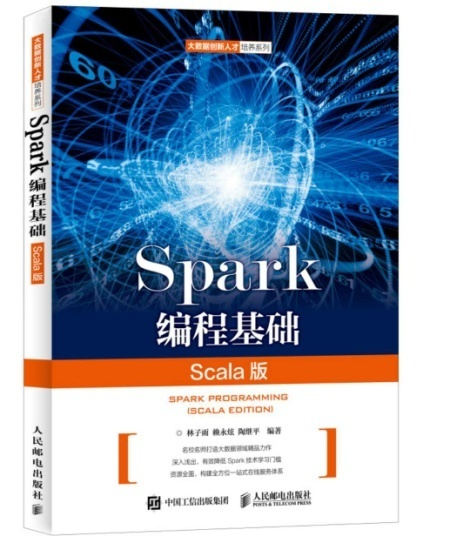 大数据创新人才 培养系列
Spark 编程基础 Scala版
人民邮电出版社
大数据创新人才 培养系列
60
Spark
编程基础
Scala 版
SPARK PROGRAMMING
(SCALA EDITION)
林子雨 赖永炫 陶继平 编著
名校名师打造大数据领域精品作用
深入浅出,有效降低 Spark 技术学习门槛
资源全面,构建全方位一站式在线服务体系
中国工信出版集团
人民邮电出版社
POSTS & TELECOM PRESS